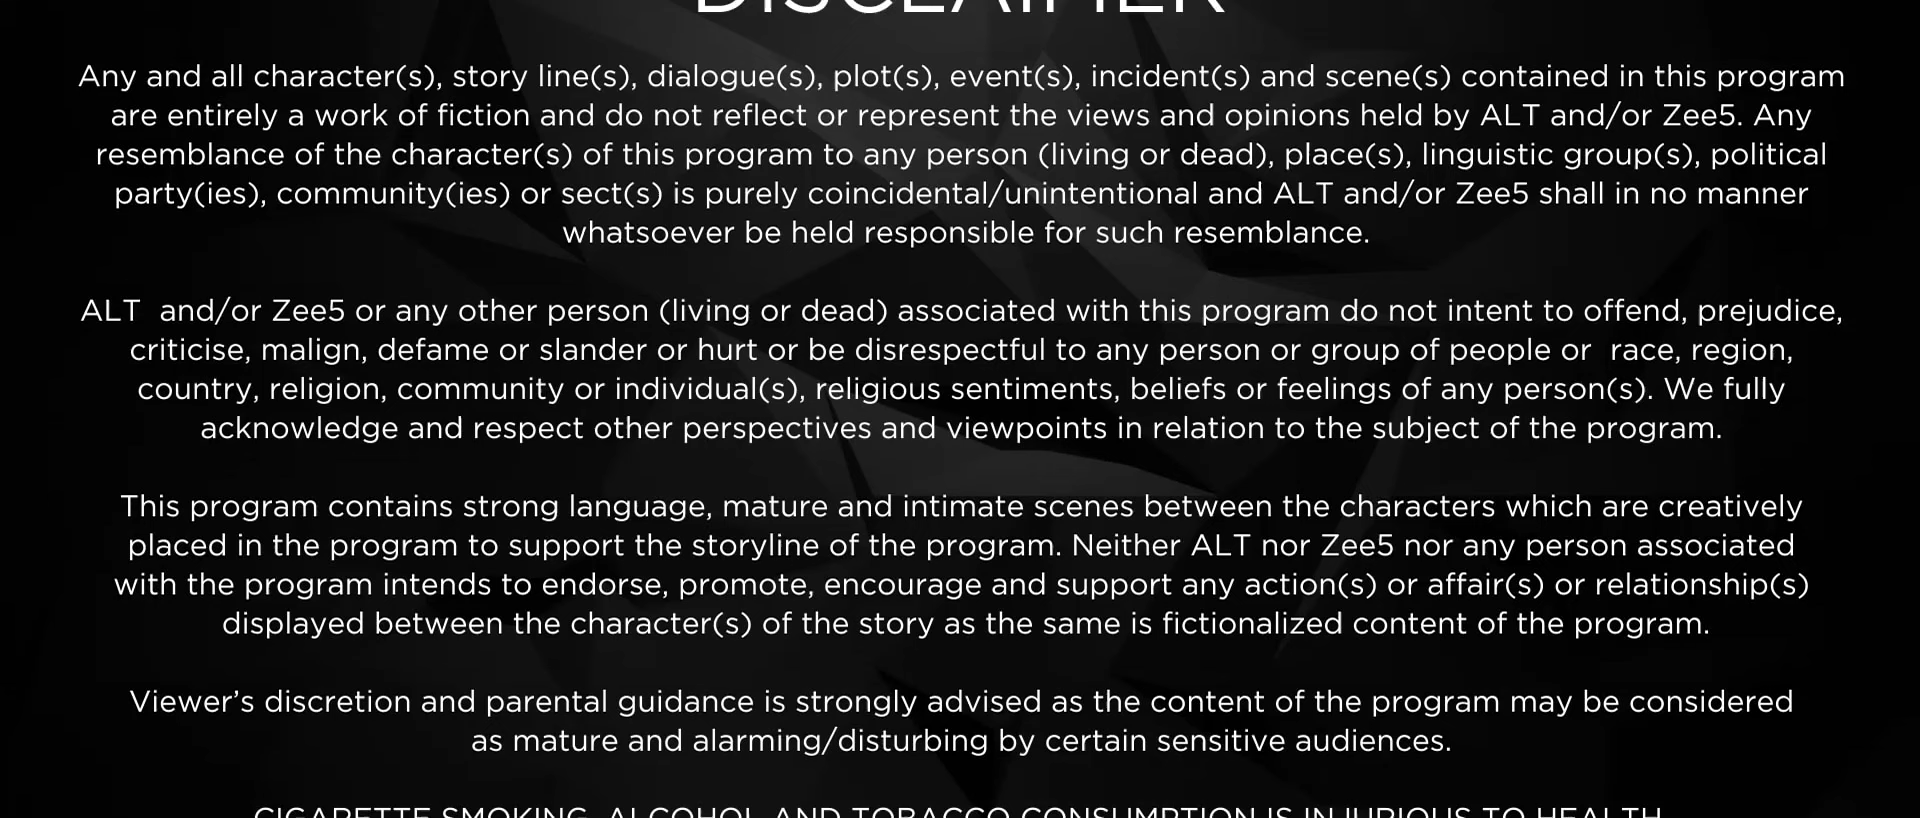 DISCLAIMER
Any and all character(s), story line(s), dialogue(s), plot(s), event(s), incident(s) and scene(s) contained in this program
are entirely a work of fiction and do not reflect or represent the views and opinions held by ALT and/or Zee5. Any
resemblance of the character(s) of this program to any person (living or dead), place(s), linguistic group(s), political
party(ies), community(ies) or sect(s) is purely coincidental/unintentional and ALT and/or Zee5 shall in no manner
whatsoever be held responsible for such resemblance.
ALT  and/or Zee5 or any other person (living or dead) associated with this program do not intent to offend, prejudice,
criticise, malign, defame or slander or hurt or be disrespectful to any person or group of people or  race, region,
country, religion, community or individual(s), religious sentiments, beliefs or feelings of any person(s). We fully
acknowledge and respect other perspectives and viewpoints in relation to the subject of the program.
This program contains strong language, mature and intimate scenes between the characters which are creatively
placed in the program to support the storyline of the program. Neither ALT nor Zee5 nor any person associated
with the program intends to endorse, promote, encourage and support any action(s) or affair(s) or relationship(s)
displayed between the character(s) of the story as the same is fictionalized content of the program.
Viewer’s discretion and parental guidance is strongly advised as the content of the program may be considered
as mature and alarming/disturbing by certain sensitive audiences.
CIGARETTE SMOKING, ALCOHOL AND TOBACCO CONSUMPTION IS INJURIOUS TO HEALTH